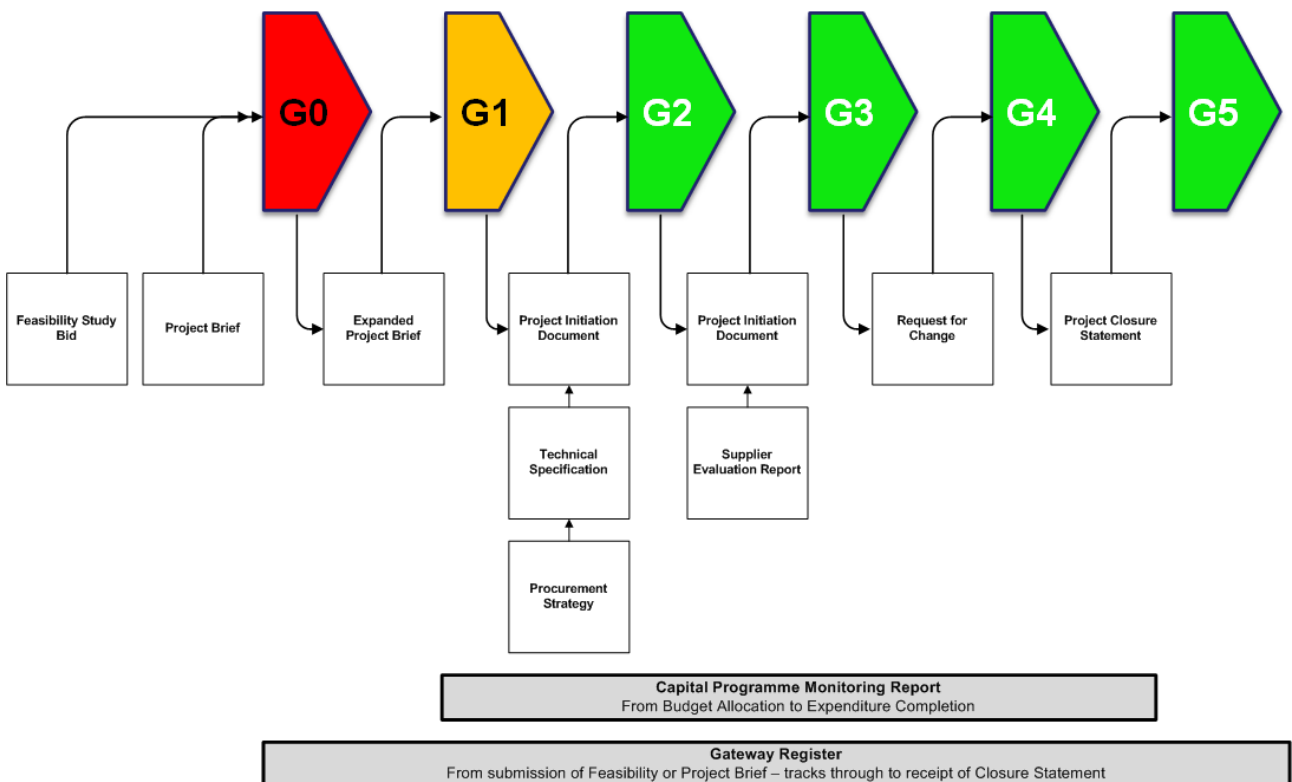 G0
G1
G2
G3
G4
G5
Feasibility Study
Bid
Project Brief
Expanded
Project Brief
Project Initiation
Document
Project Initiation
Document
Request for
Change
Project Closure
Statement
Technical
Specification
Supplier
Evaluation Report
Procurement
Strategy
Capital Programme Monitoring Report
From Budget Allocation to Expenditure Completion
Gateway Register
From submission of Feasibility or Project Brief – tracks through to receipt of Closure Statement